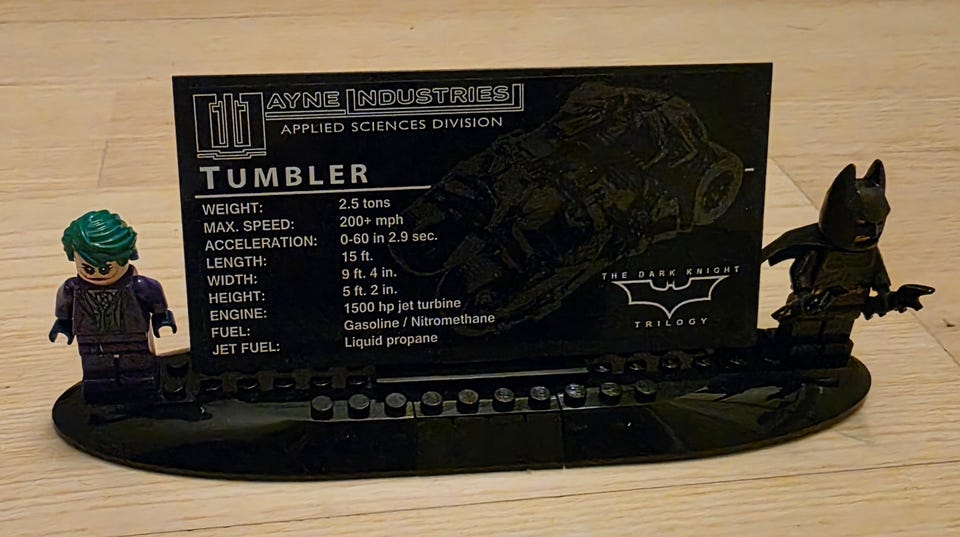 WAYNE INDUSTRIES
APPLIED SCIENCES DIVISION
TUMBLER
WEIGHT: 2.5 tons
MAX. SPEED: 200+ mph
ACCELERATION: 0-60 in 2.9 sec.
LENGTH: 15 ft.
WIDTH: 9 ft. 4 in.
HEIGHT: 5 ft. 2 in.
ENGINE: 1500 hp jet turbine
FUEL: Gasoline / Nitromethane
JET FUEL: Liquid propane
THE DARK KNIGHT
TRILOGY